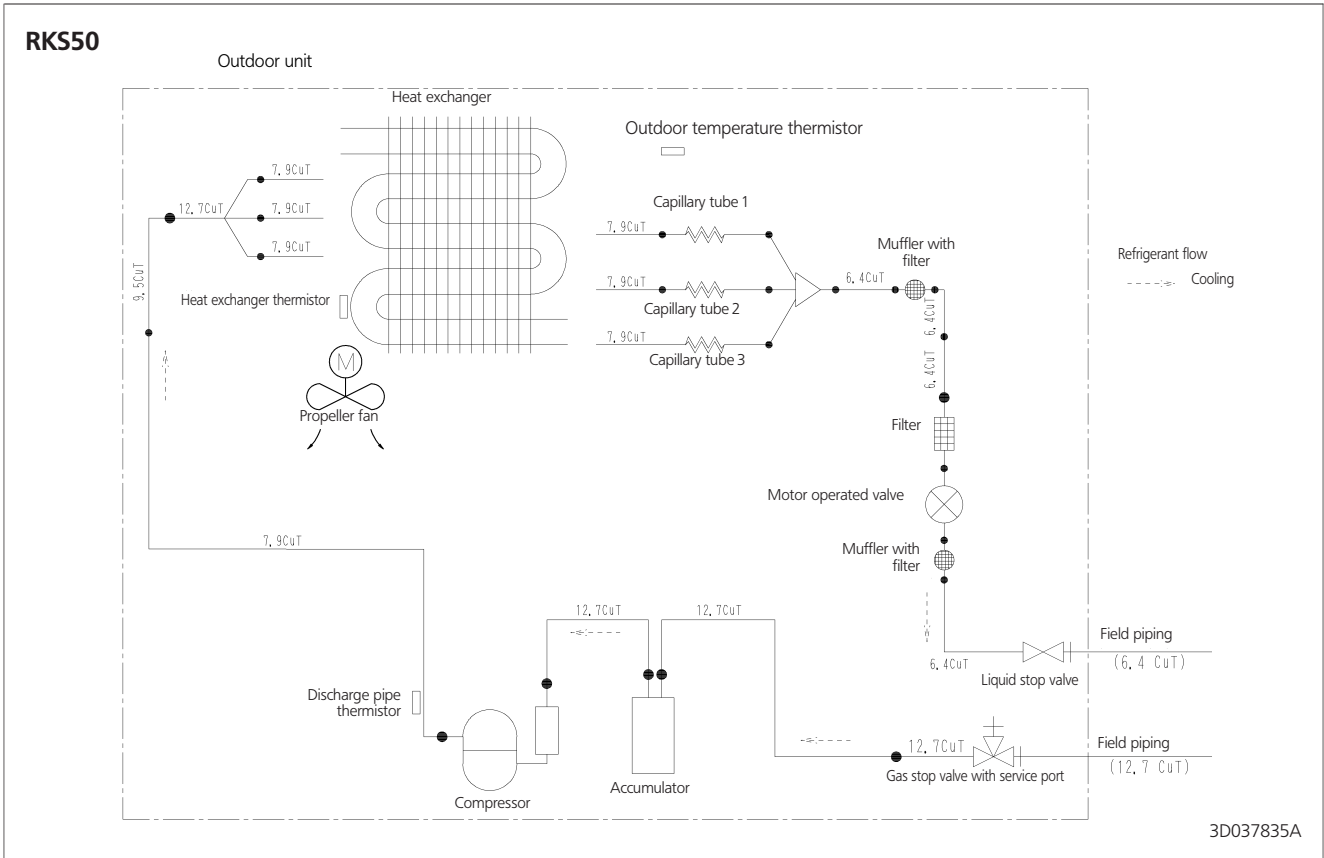 RKS50
Outdoor unit
Heat exchanger
Outdoor temperature thermistor
7.9CuT
12.7CuT
7.9CuT
7.9CuT
9.5CuT
Heat exchanger thermistor
M
Propeller fan
Capillary tube 1
7.9CuT
7.9CuT
Capillary tube 2
7.9CuT
Capillary tube 3
6.4CuT
Muffler with
filter
6.4CuT
6.4CuT
Refrigerant flow
Cooling
Filter
Motor operated valve
Muffler with
filter
7.9CuT
12.7CuT
12.7CuT
6.4CuT
Liquid stop valve
Field piping
(6.4 CuT)
Discharge pipe
thermistor
Compressor
Accumulator
12.7CuT
Gas stop valve with service port
Field piping
(12.7 CuT)
3D037835A